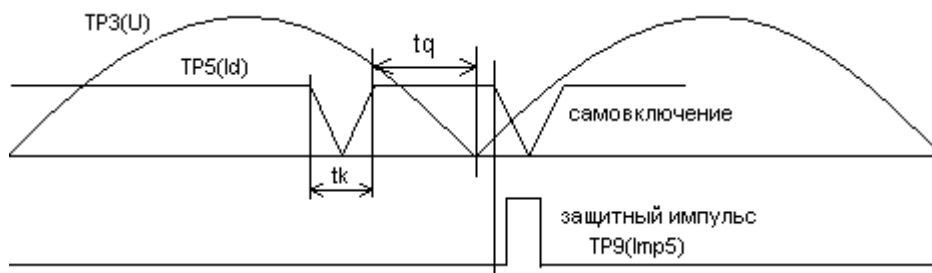 TP3(U)
TP5(Id)
tq
самовключение
tk
защитный импульс
TP9(Imp5)